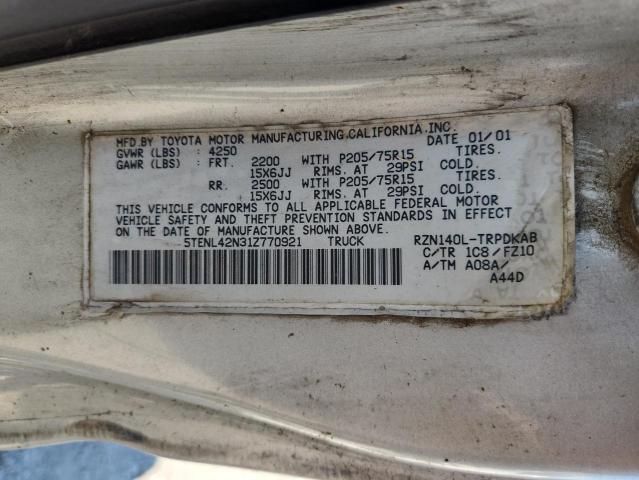 MFD.BY TOYOTA MOTOR MANUFACTURING,CALIFORNIA,INC.
GVWR (LBS) 4250 DATE 01/01
GAWR (LBS) FRT. 2200 WITH P205/75R15 TIRES.
15X6JJ RIMS. AT 29PSI COLD.
RR. 2500 WITH P205/75R15 TIRES.
15X6JJ RIMS. AT 29PSI COLD.
THIS VEHICLE CONFORMS TO ALL APPLICABLE FEDERAL MOTOR
VEHICLE SAFETY AND THEFT PREVENTION STANDARDS IN EFFECT
ON THE DATE OF MANUFACTURE SHOWN ABOVE.
5TENL42N31Z770921 TRUCK RZN140L-TRPDKAB
C/TR 1C8/FZ10
A/TM A08A/
A44D